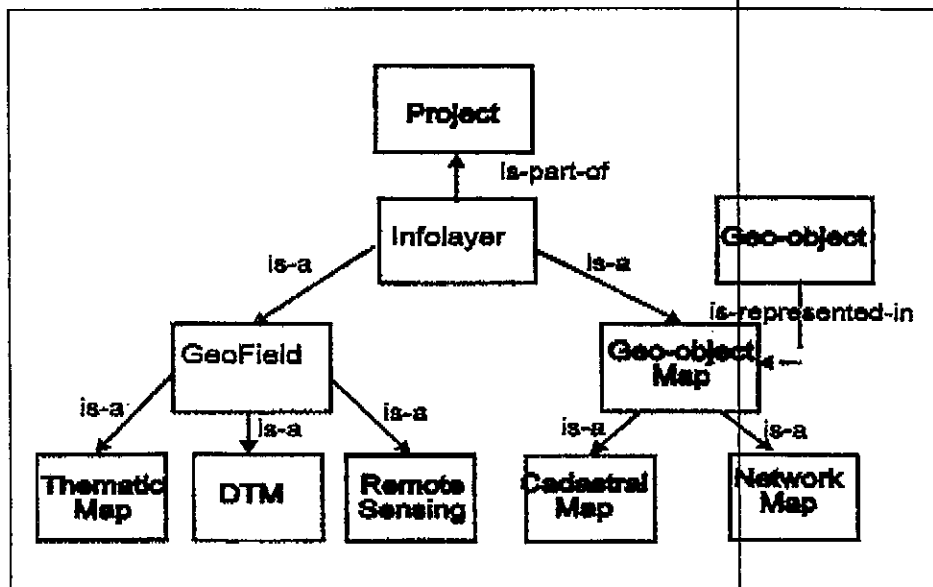 Project
is-part-of
Infolayer
Geo-object
is-a
is-a
is-represented-in
GeoField
Geo-object
Map
is-a
is-a
is-a
is-a
is-a
Thematic
Map
DTM
Remote
Sensing
Cadastral
Map
Network
Map